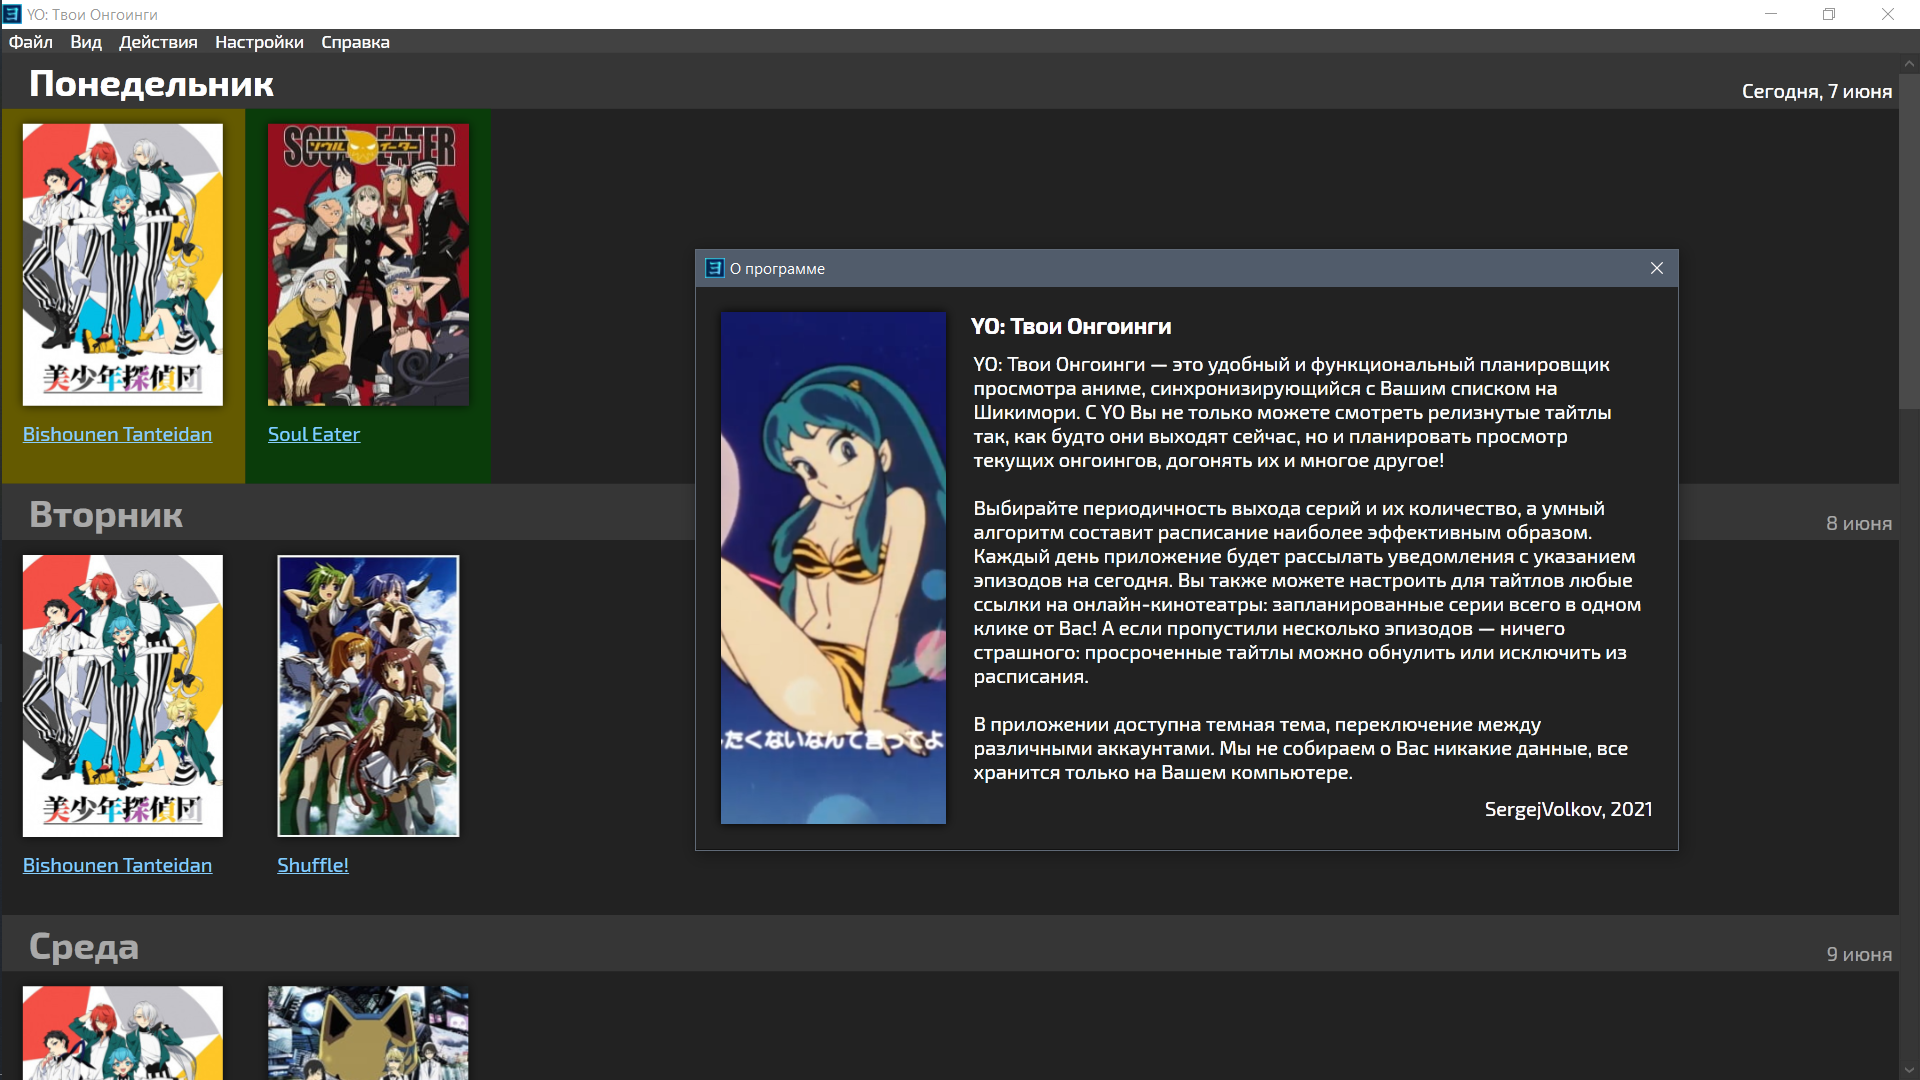 YO: Твои Онгоинги
Файл Вид Действия Настройки Справка
Понедельник
Сегодня, 7 июня
SOUL EATER
ソウルイーター
美少年探偵団
Bishounen Tanteidan
Soul Eater
Вторник
8 июня
美少年探偵団
Bishounen Tanteidan
Shuffle!
Среда
9 июня
О программе
たくないなんて言ってよ
YO: Твои Онгоинги
YO: Твои Онгоинги — это удобный и функциональный планировщик
просмотра аниме, синхронизирующийся с Вашим списком на
Шикимори. С YO Вы не только можете смотреть релизнутые тайтлы
так, как будто они выходят сейчас, но и планировать просмотр
текущих онгоингов, догонять их и многое другое!
Выбирайте периодичность выхода серий и их количество, а умный
алгоритм составит расписание наиболее эффективным образом.
Каждый день приложение будет рассылать уведомления с указанием
эпизодов на сегодня. Вы также можете настроить для тайтлов любые
ссылки на онлайн-кинотеатры: запланированные серии всего в одном
клике от Вас! А если пропустили несколько эпизодов — ничего
страшного: просроченные тайтлы можно обнулить или исключить из
расписания.
В приложении доступна темная тема, переключение между
различными аккаунтами. Мы не собираем о Вас никакие данные, все
хранится только на Вашем компьютере.
SergejVolkov, 2021